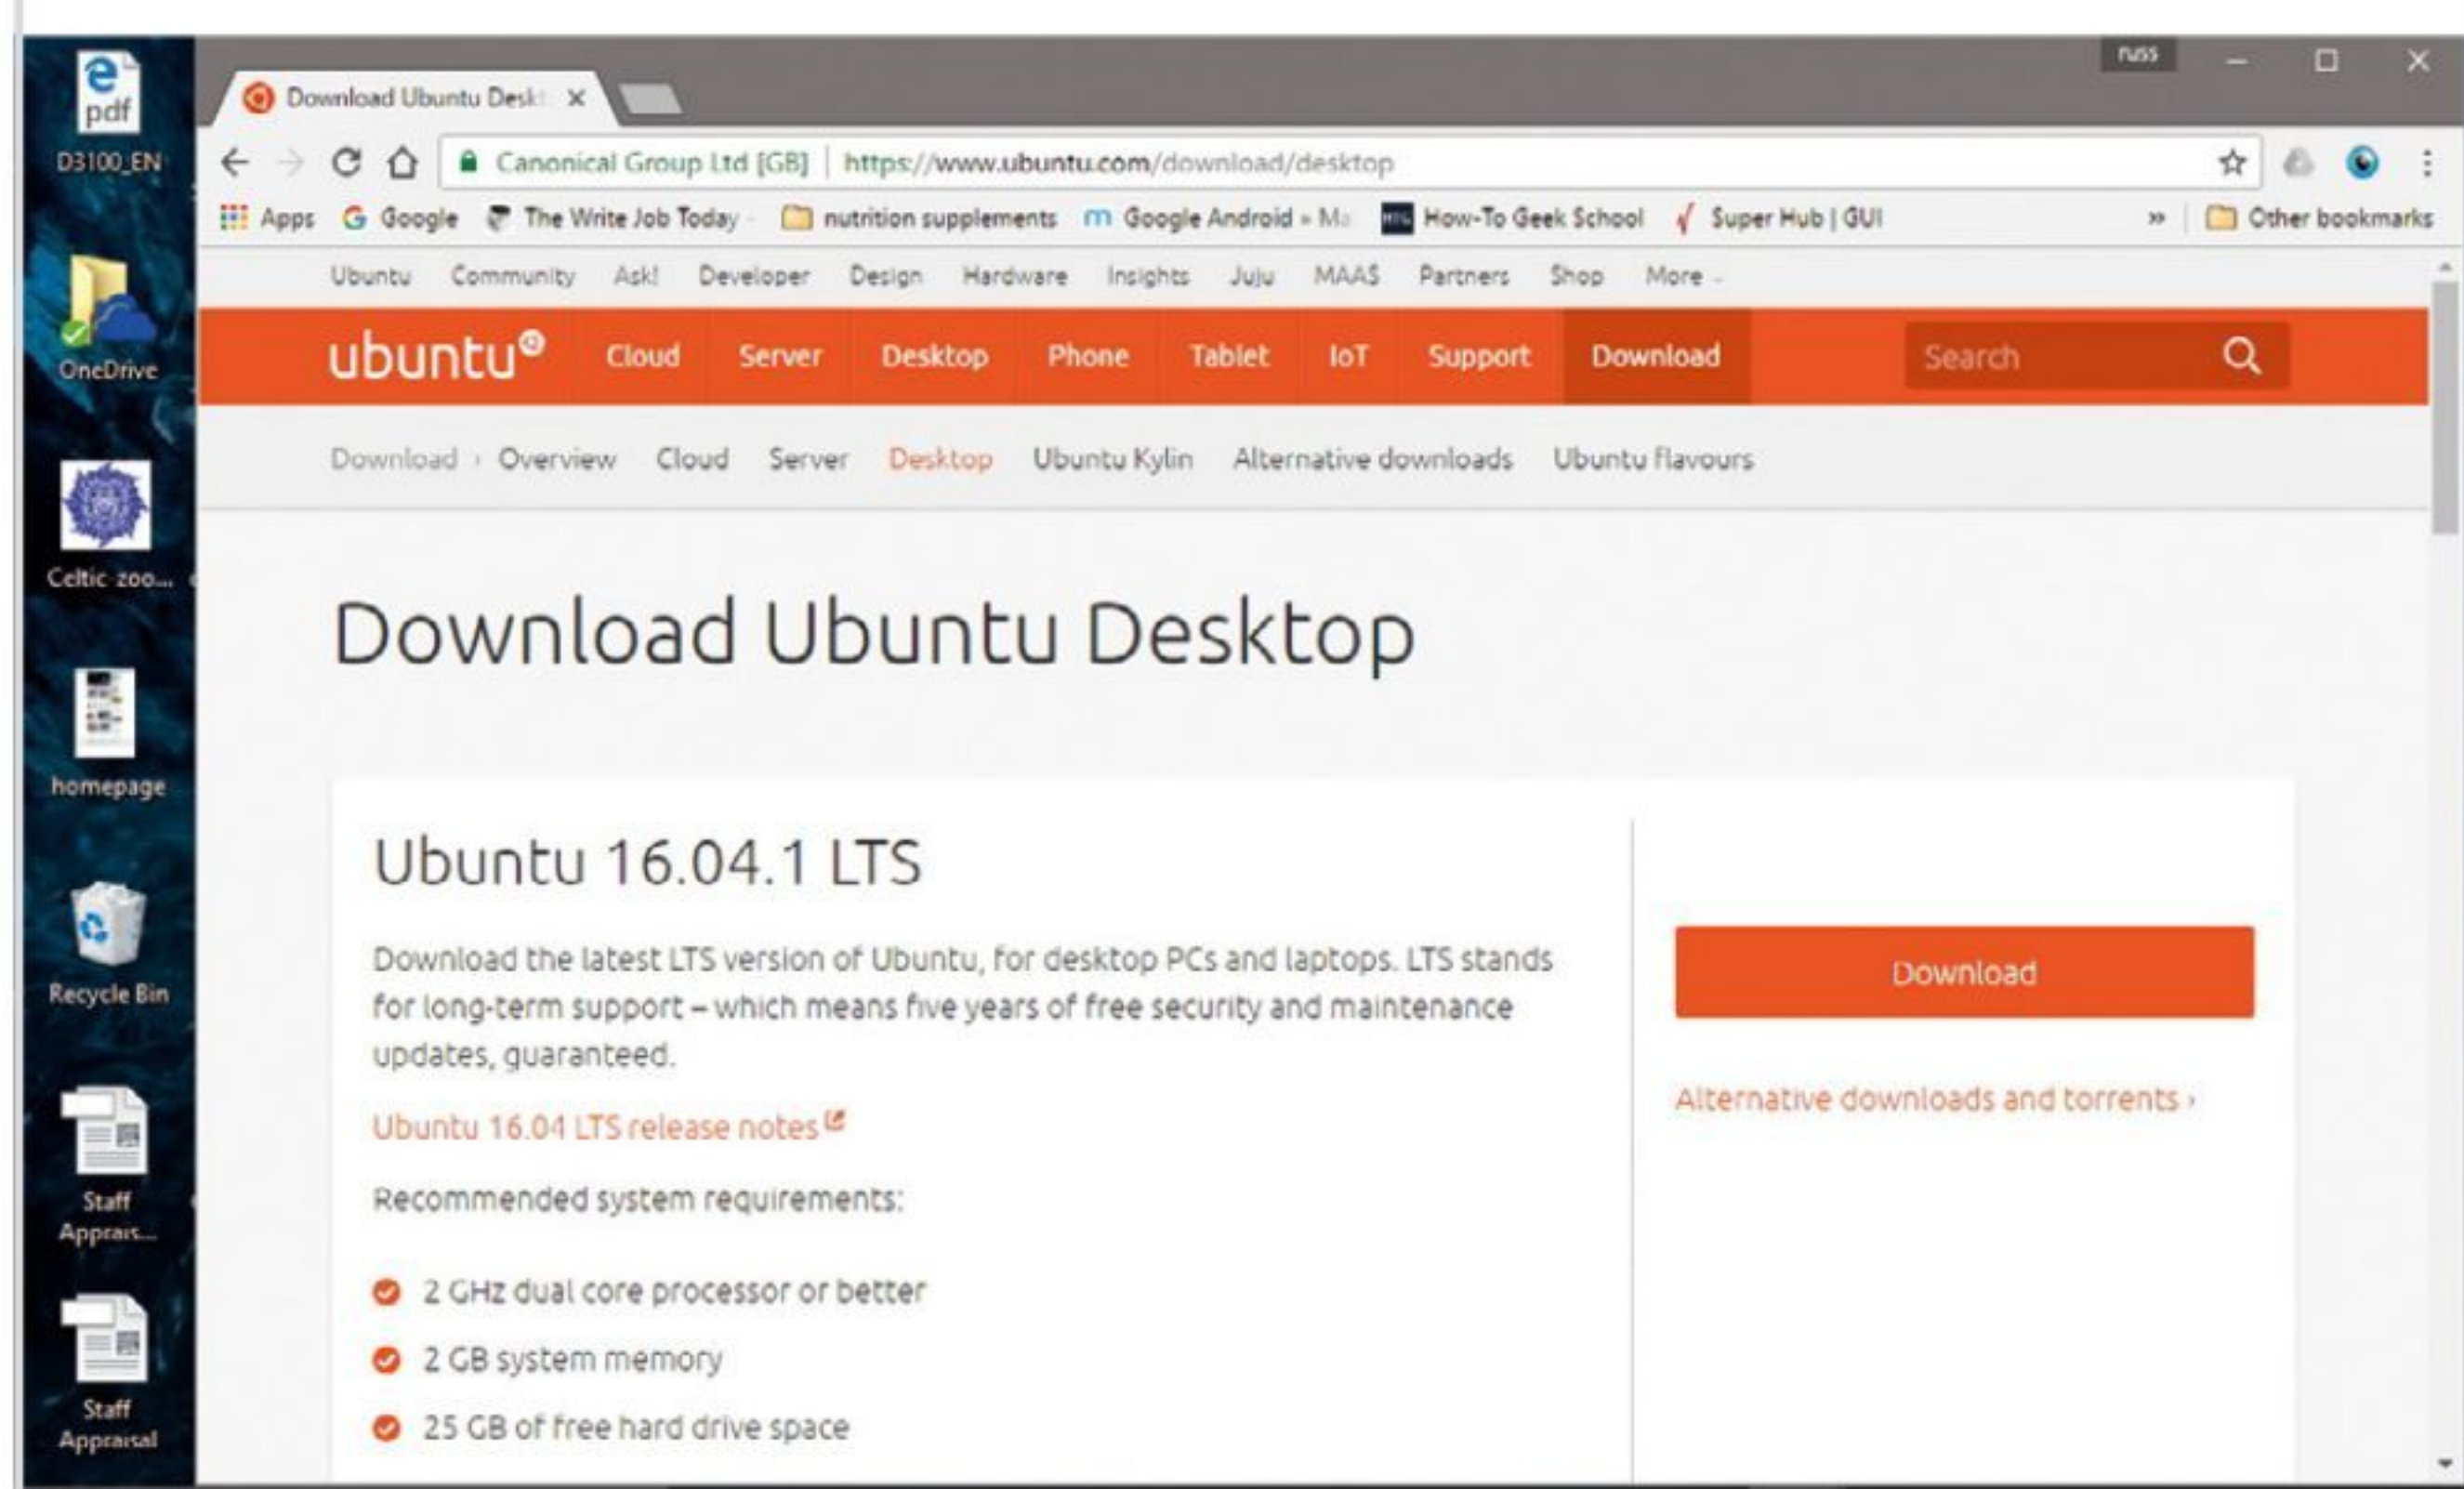 pdf
D3100_EN
OneDrive
Celtic-zoo...
homepage
Recycle Bin
Staff
Apprais...
Staff
Appraisal
russ
Download Ubuntu Deskt
Canonical Group Ltd [GB] | https://www.ubuntu.com/download/desktop
Apps Google The Write Job Today - nutrition supplements Google Android » Ma How-To Geek School Super Hub | GUI » Other bookmarks
Ubuntu Community Ask! Developer Design Hardware Insights Juju MAAS Partners Shop More
ubuntu Cloud Server Desktop Phone Tablet IoT Support Download Search
Download › Overview Cloud Server Desktop Ubuntu Kylin Alternative downloads Ubuntu flavours
Download Ubuntu Desktop
Ubuntu 16.04.1 LTS
Download the latest LTS version of Ubuntu, for desktop PCs and laptops. LTS stands
for long-term support – which means five years of free security and maintenance
updates, guaranteed.
Ubuntu 16.04 LTS release notes
Recommended system requirements:
2 GHz dual core processor or better
2 GB system memory
25 GB of free hard drive space
Download
Alternative downloads and torrents ›